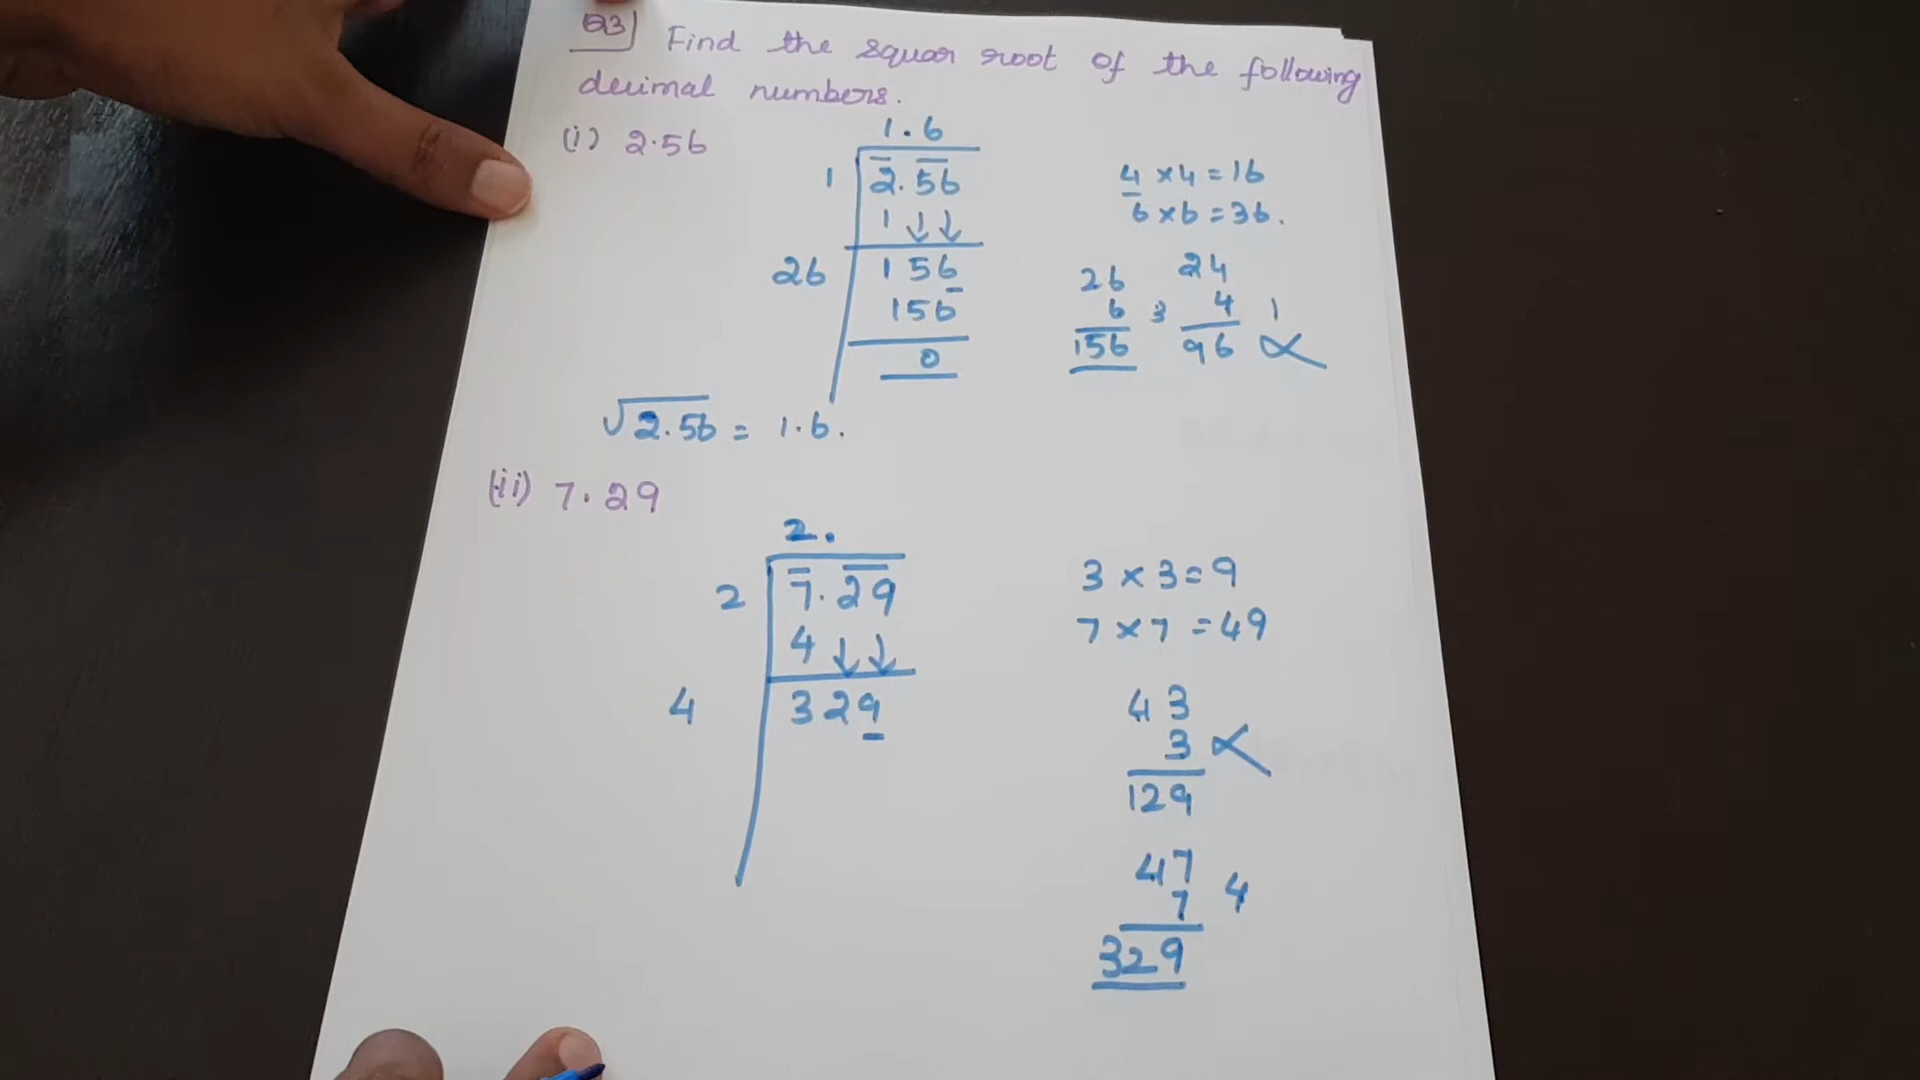 Q3
Find the squar root of the following
decimal numbers.
(i) 2.56
1.6
1 2.56
1↓↓
26 156
156
0
4 ×4 =16
6 ×6 =36.
26
6
156
3
24
4
96
1
√2.56 = 1.6.
(ii) 7.29
2.
2 7.29
4↓↓
4 329
3 × 3 = 9
7 × 7 = 49
43
3
129
47
7 4
329